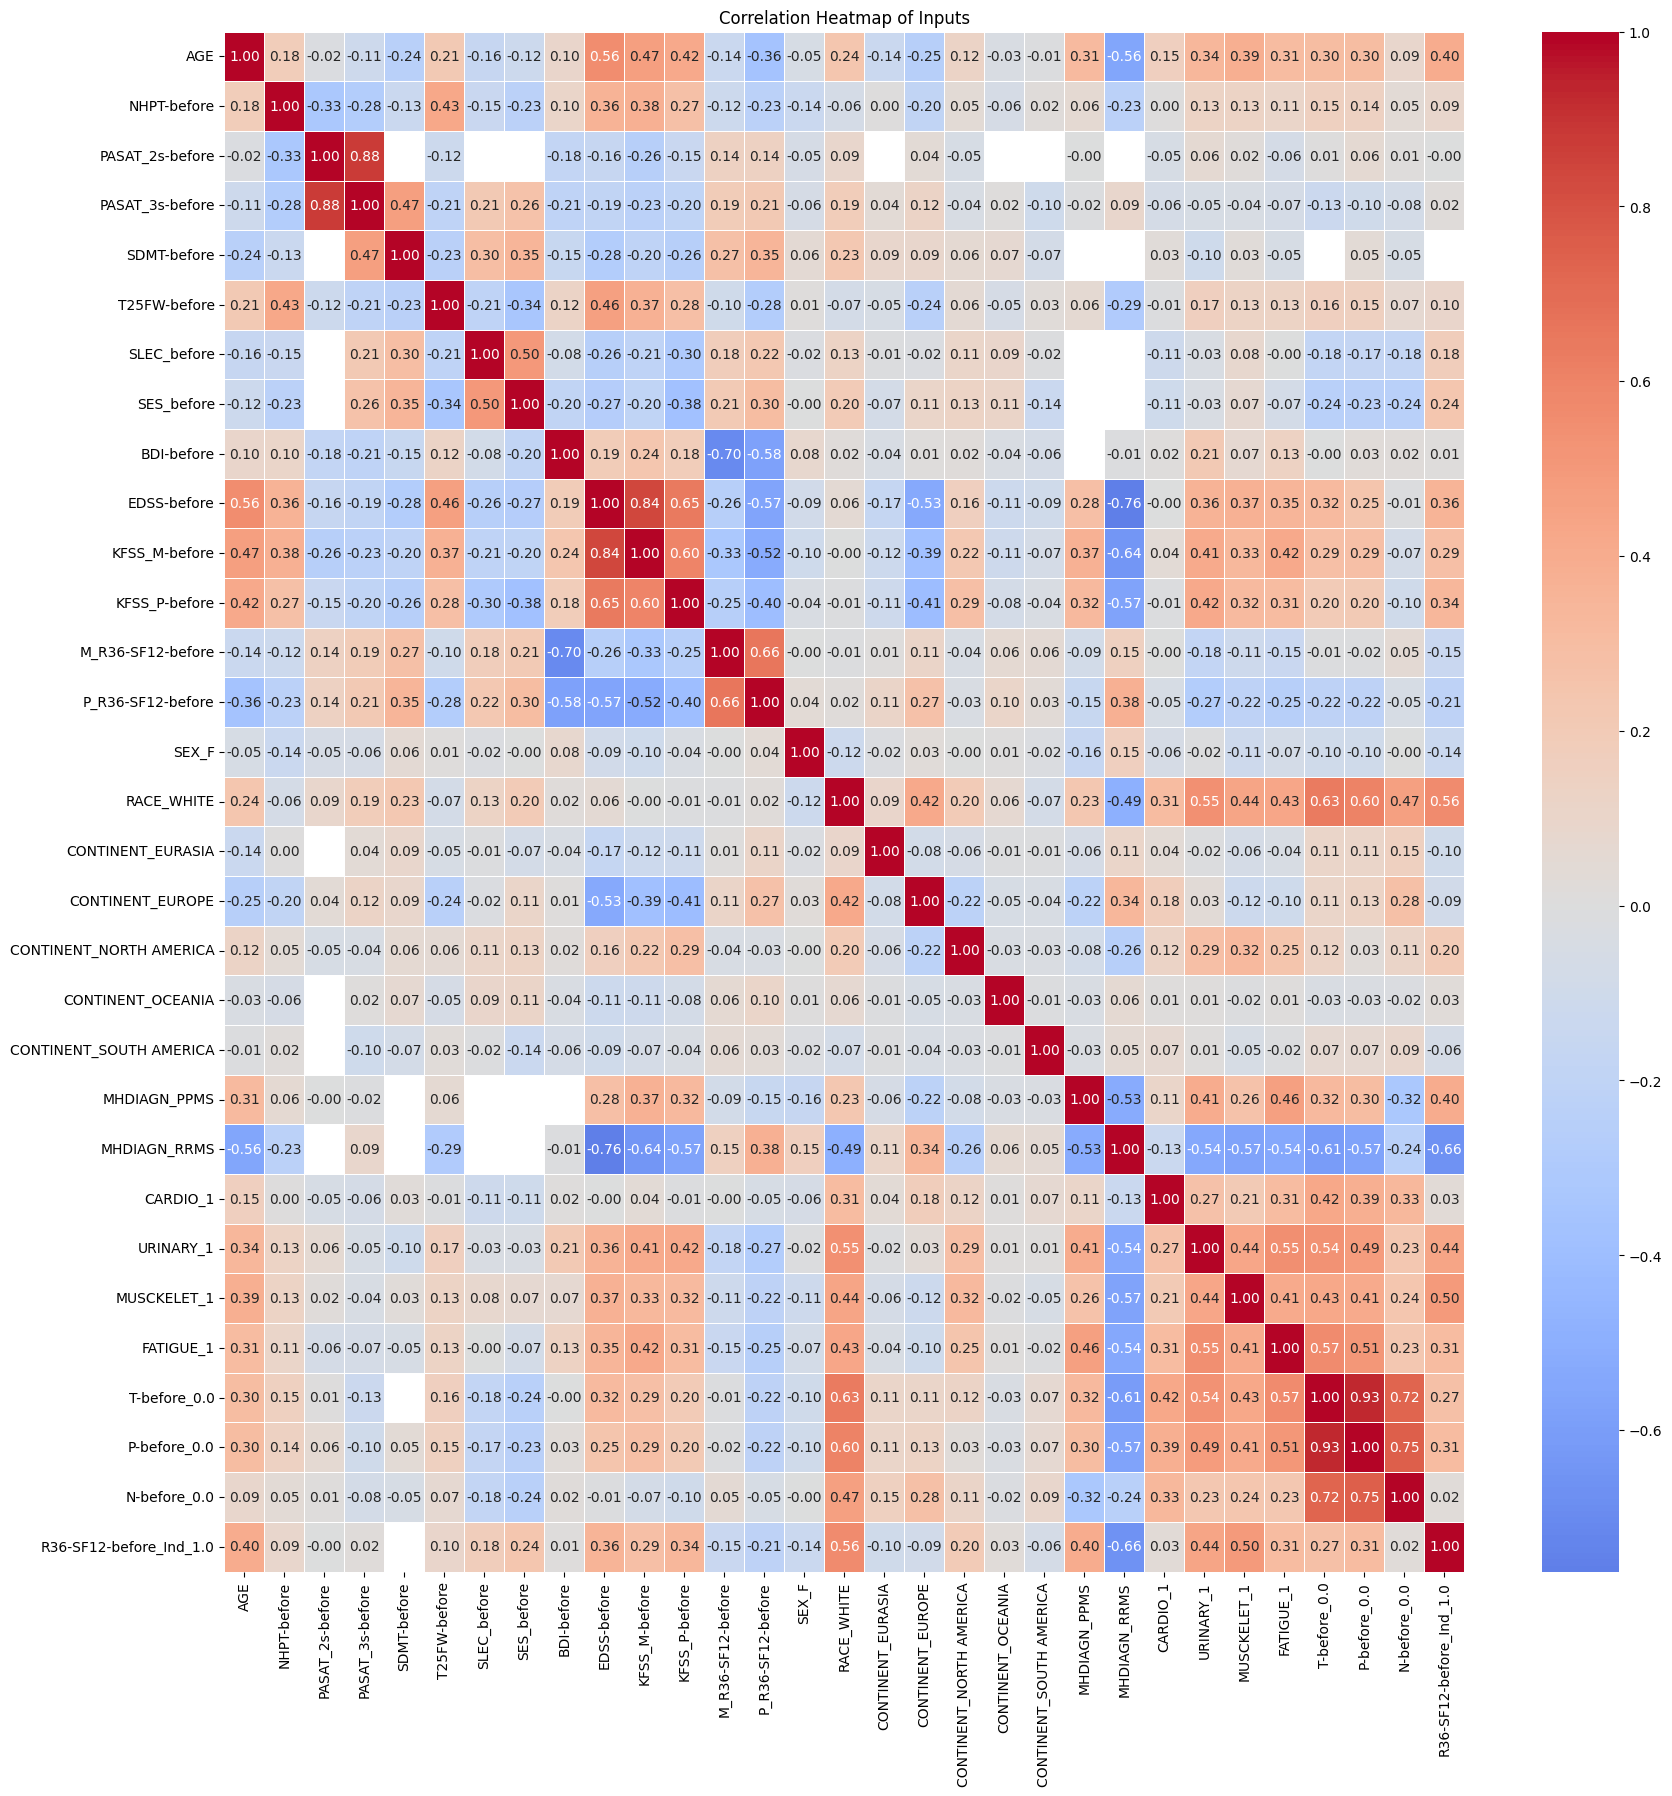 Correlation Heatmap of Inputs
AGE 1.00 0.18 -0.02 -0.11 -0.24 0.21 -0.16 -0.12 0.10 0.56 0.47 0.42 -0.14 -0.36 -0.05 0.24 -0.14 -0.25 0.12 -0.03 -0.01 0.31 -0.56 0.15 0.34 0.39 0.31 0.30 0.30 0.09 0.40
NHPT-before 0.18 1.00 -0.33 -0.28 -0.13 0.43 -0.15 -0.23 0.10 0.36 0.38 0.27 -0.12 -0.23 -0.14 -0.06 0.00 -0.20 0.05 -0.06 0.02 0.06 -0.23 0.00 0.13 0.13 0.11 0.15 0.14 0.05 0.09
PASAT_2s-before -0.02 -0.33 1.00 0.88 -0.12 -0.18 -0.16 -0.26 -0.15 0.14 0.14 -0.05 0.09 0.04 -0.05 -0.00 -0.05 0.06 0.02 -0.06 0.01 0.06 0.01 -0.00
PASAT_3s-before -0.11 -0.28 0.88 1.00 0.47 -0.21 0.21 0.26 -0.21 -0.19 -0.23 -0.20 0.19 0.21 -0.06 0.19 0.04 0.12 -0.04 0.02 -0.10 -0.02 0.09 -0.06 -0.05 -0.04 -0.07 -0.13 -0.10 -0.08 0.02
SDMT-before -0.24 -0.13 0.47 1.00 -0.23 0.30 0.35 -0.15 -0.28 -0.20 -0.26 0.27 0.35 0.06 0.23 0.09 0.09 0.06 0.07 -0.07 0.03 -0.10 0.03 -0.05 0.05 -0.05
T25FW-before 0.21 0.43 -0.12 -0.21 -0.23 1.00 -0.21 -0.34 0.12 0.46 0.37 0.28 -0.10 -0.28 0.01 -0.07 -0.05 -0.24 0.06 -0.05 0.03 0.06 -0.29 -0.01 0.17 0.13 0.13 0.16 0.15 0.07 0.10
SLEC_before -0.16 -0.15 0.21 0.30 -0.21 1.00 0.50 -0.08 -0.26 -0.21 -0.30 0.18 0.22 -0.02 0.13 -0.01 -0.02 0.11 0.09 -0.02 -0.11 -0.03 0.08 -0.00 -0.18 -0.17 -0.18 0.18
SES_before -0.12 -0.23 0.26 0.35 -0.34 0.50 1.00 -0.20 -0.27 -0.20 -0.38 0.21 0.30 -0.00 0.20 -0.07 0.11 0.13 0.11 -0.14 -0.11 -0.03 0.07 -0.07 -0.24 -0.23 -0.24 0.24
BDI-before 0.10 0.10 -0.18 -0.21 -0.15 0.12 -0.08 -0.20 1.00 0.19 0.24 0.18 -0.70 -0.58 0.08 0.02 -0.04 0.01 0.02 -0.04 -0.06 -0.01 0.02 0.21 0.07 0.13 -0.00 0.03 0.02 0.01
EDSS-before 0.56 0.36 -0.16 -0.19 -0.28 0.46 -0.26 -0.27 0.19 1.00 0.84 0.65 -0.26 -0.57 -0.09 0.06 -0.17 -0.53 0.16 -0.11 -0.09 0.28 -0.76 -0.00 0.36 0.37 0.35 0.32 0.25 -0.01 0.36
KFSS_M-before 0.47 0.38 -0.26 -0.23 -0.20 0.37 -0.21 -0.20 0.24 0.84 1.00 0.60 -0.33 -0.52 -0.10 -0.00 -0.12 -0.39 0.22 -0.11 -0.07 0.37 -0.64 0.04 0.41 0.33 0.42 0.29 0.29 -0.07 0.29
KFSS_P-before 0.42 0.27 -0.15 -0.20 -0.26 0.28 -0.30 -0.38 0.18 0.65 0.60 1.00 -0.25 -0.40 -0.04 -0.01 -0.11 -0.41 0.29 -0.08 -0.04 0.32 -0.57 -0.01 0.42 0.32 0.31 0.20 0.20 -0.10 0.34
M_R36-SF12-before -0.14 -0.12 0.14 0.19 0.27 -0.10 0.18 0.21 -0.70 -0.26 -0.33 -0.25 1.00 0.66 -0.00 -0.01 0.01 0.11 -0.04 0.06 0.06 -0.09 0.15 -0.00 -0.18 -0.11 -0.15 -0.01 -0.02 0.05 -0.15
P_R36-SF12-before -0.36 -0.23 0.14 0.21 0.35 -0.28 0.22 0.30 -0.58 -0.57 -0.52 -0.40 0.66 1.00 0.04 0.02 0.11 0.27 -0.03 0.10 0.03 -0.15 0.38 -0.05 -0.27 -0.22 -0.25 -0.22 -0.22 -0.05 -0.21
SEX_F -0.05 -0.14 -0.05 -0.06 0.06 0.01 -0.02 -0.00 0.08 -0.09 -0.10 -0.04 -0.00 0.04 1.00 -0.12 -0.02 0.03 -0.00 0.01 -0.02 -0.16 0.15 -0.06 -0.02 -0.11 -0.07 -0.10 -0.10 -0.00 -0.14
RACE_WHITE 0.24 -0.06 0.09 0.19 0.23 -0.07 0.13 0.20 0.02 0.06 -0.00 -0.01 -0.01 0.02 -0.12 1.00 0.09 0.42 0.20 0.06 -0.07 0.23 -0.49 0.31 0.55 0.44 0.43 0.63 0.60 0.47 0.56
CONTINENT_EURASIA -0.14 0.00 0.04 0.09 -0.05 -0.01 -0.07 -0.04 -0.17 -0.12 -0.11 0.01 0.11 -0.02 0.09 1.00 -0.08 -0.06 -0.01 -0.01 -0.06 0.11 0.04 -0.02 -0.06 -0.04 0.11 0.11 0.15 -0.10
CONTINENT_EUROPE -0.25 -0.20 0.04 0.12 0.09 -0.24 -0.02 0.11 0.01 -0.53 -0.39 -0.41 0.11 0.27 0.03 0.42 -0.08 1.00 -0.22 -0.05 -0.04 -0.22 0.34 0.18 0.03 -0.12 -0.10 0.11 0.13 0.28 -0.09
CONTINENT_NORTH AMERICA 0.12 0.05 -0.05 -0.04 0.06 0.06 0.11 0.13 0.02 0.16 0.22 0.29 -0.04 -0.03 -0.00 0.20 -0.06 -0.22 1.00 -0.03 -0.03 -0.08 -0.26 0.12 0.29 0.32 0.25 0.12 0.03 0.11 0.20
CONTINENT_OCEANIA -0.03 -0.06 0.02 0.07 -0.05 0.09 0.11 -0.04 -0.11 -0.11 -0.08 0.06 0.10 0.01 0.06 -0.01 -0.05 -0.03 1.00 -0.01 -0.03 0.06 0.01 0.01 -0.02 0.01 -0.03 -0.03 -0.02 0.03
CONTINENT_SOUTH AMERICA -0.01 0.02 -0.10 -0.07 0.03 -0.02 -0.14 -0.06 -0.09 -0.07 -0.04 0.06 0.03 -0.02 -0.07 -0.01 -0.04 -0.03 -0.01 1.00 -0.03 0.05 0.07 0.01 -0.05 -0.02 0.07 0.07 0.09 -0.06
MHDIAGN_PPMS 0.31 0.06 -0.00 -0.02 0.06 0.28 0.37 0.32 -0.09 -0.15 -0.16 0.23 -0.06 -0.22 -0.08 -0.03 -0.03 1.00 -0.53 0.11 0.41 0.26 0.46 0.32 0.30 -0.32 0.40
MHDIAGN_RRMS -0.56 -0.23 0.09 -0.29 -0.01 -0.76 -0.64 -0.57 0.15 0.38 0.15 -0.49 0.11 0.34 -0.26 0.06 0.05 -0.53 1.00 -0.13 -0.54 -0.57 -0.54 -0.61 -0.57 -0.24 -0.66
CARDIO_1 0.15 0.00 -0.05 -0.06 0.03 -0.01 -0.11 -0.11 0.02 -0.00 0.04 -0.01 -0.00 -0.05 -0.06 0.31 0.04 0.18 0.12 0.01 0.07 0.11 -0.13 1.00 0.27 0.21 0.31 0.42 0.39 0.33 0.03
URINARY_1 0.34 0.13 0.06 -0.05 -0.10 0.17 -0.03 -0.03 0.21 0.36 0.41 0.42 -0.18 -0.27 -0.02 0.55 -0.02 0.03 0.29 0.01 0.01 0.41 -0.54 0.27 1.00 0.44 0.55 0.54 0.49 0.23 0.44
MUSCKELET_1 0.39 0.13 0.02 -0.04 0.03 0.13 0.08 0.07 0.07 0.37 0.33 0.32 -0.11 -0.22 -0.11 0.44 -0.06 -0.12 0.32 -0.02 -0.05 0.26 -0.57 0.21 0.44 1.00 0.41 0.43 0.41 0.24 0.50
FATIGUE_1 0.31 0.11 -0.06 -0.07 -0.05 0.13 -0.00 -0.07 0.13 0.35 0.42 0.31 -0.15 -0.25 -0.07 0.43 -0.04 -0.10 0.25 0.01 -0.02 0.46 -0.54 0.31 0.55 0.41 1.00 0.57 0.51 0.23 0.31
T-before_0.0 0.30 0.15 0.01 -0.13 0.16 -0.18 -0.24 -0.00 0.32 0.29 0.20 -0.01 -0.22 -0.10 0.63 0.11 0.11 0.12 -0.03 0.07 0.32 -0.61 0.42 0.54 0.43 0.57 1.00 0.93 0.72 0.27
P-before_0.0 0.30 0.14 0.06 -0.10 0.05 0.15 -0.17 -0.23 0.03 0.25 0.29 0.20 -0.02 -0.22 -0.10 0.60 0.11 0.13 0.03 -0.03 0.07 0.30 -0.57 0.39 0.49 0.41 0.51 0.93 1.00 0.75 0.31
N-before_0.0 0.09 0.05 0.01 -0.08 -0.05 0.07 -0.18 -0.24 0.02 -0.01 -0.07 -0.10 0.05 -0.05 -0.00 0.47 0.15 0.28 0.11 -0.02 0.09 -0.32 -0.24 0.33 0.23 0.24 0.23 0.72 0.75 1.00 0.02
R36-SF12-before_Ind_1.0 0.40 0.09 -0.00 0.02 0.10 0.18 0.24 0.01 0.36 0.29 0.34 -0.15 -0.21 -0.14 0.56 -0.10 -0.09 0.20 0.03 -0.06 0.40 -0.66 0.03 0.44 0.50 0.31 0.27 0.31 0.02 1.00
AGE
NHPT-before
PASAT_2s-before
PASAT_3s-before
SDMT-before
T25FW-before
SLEC_before
SES_before
BDI-before
EDSS-before
KFSS_M-before
KFSS_P-before
M_R36-SF12-before
P_R36-SF12-before
SEX_F
RACE_WHITE
CONTINENT_EURASIA
CONTINENT_EUROPE
CONTINENT_NORTH AMERICA
CONTINENT_OCEANIA
CONTINENT_SOUTH AMERICA
MHDIAGN_PPMS
MHDIAGN_RRMS
CARDIO_1
URINARY_1
MUSCKELET_1
FATIGUE_1
T-before_0.0
P-before_0.0
N-before_0.0
R36-SF12-before_Ind_1.0
1.0
0.8
0.6
0.4
0.2
0.0
−0.2
−0.4
−0.6